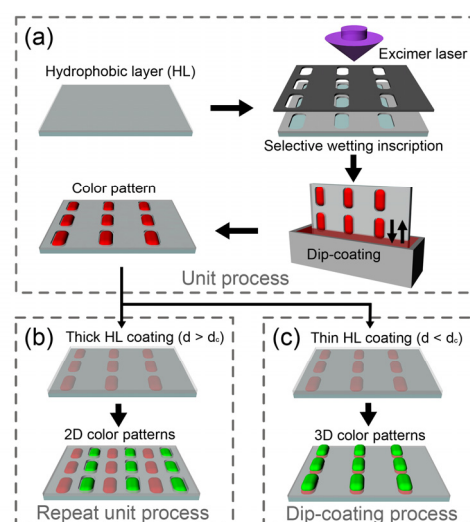 (a)
Excimer laser
Hydrophobic layer (HL)
Selective wetting inscription
Color pattern
Dip-coating
Unit process
(b)
Thick HL coating (d > dc)
2D color patterns
Repeat unit process
(c)
Thin HL coating (d < dc)
3D color patterns
Dip-coating process